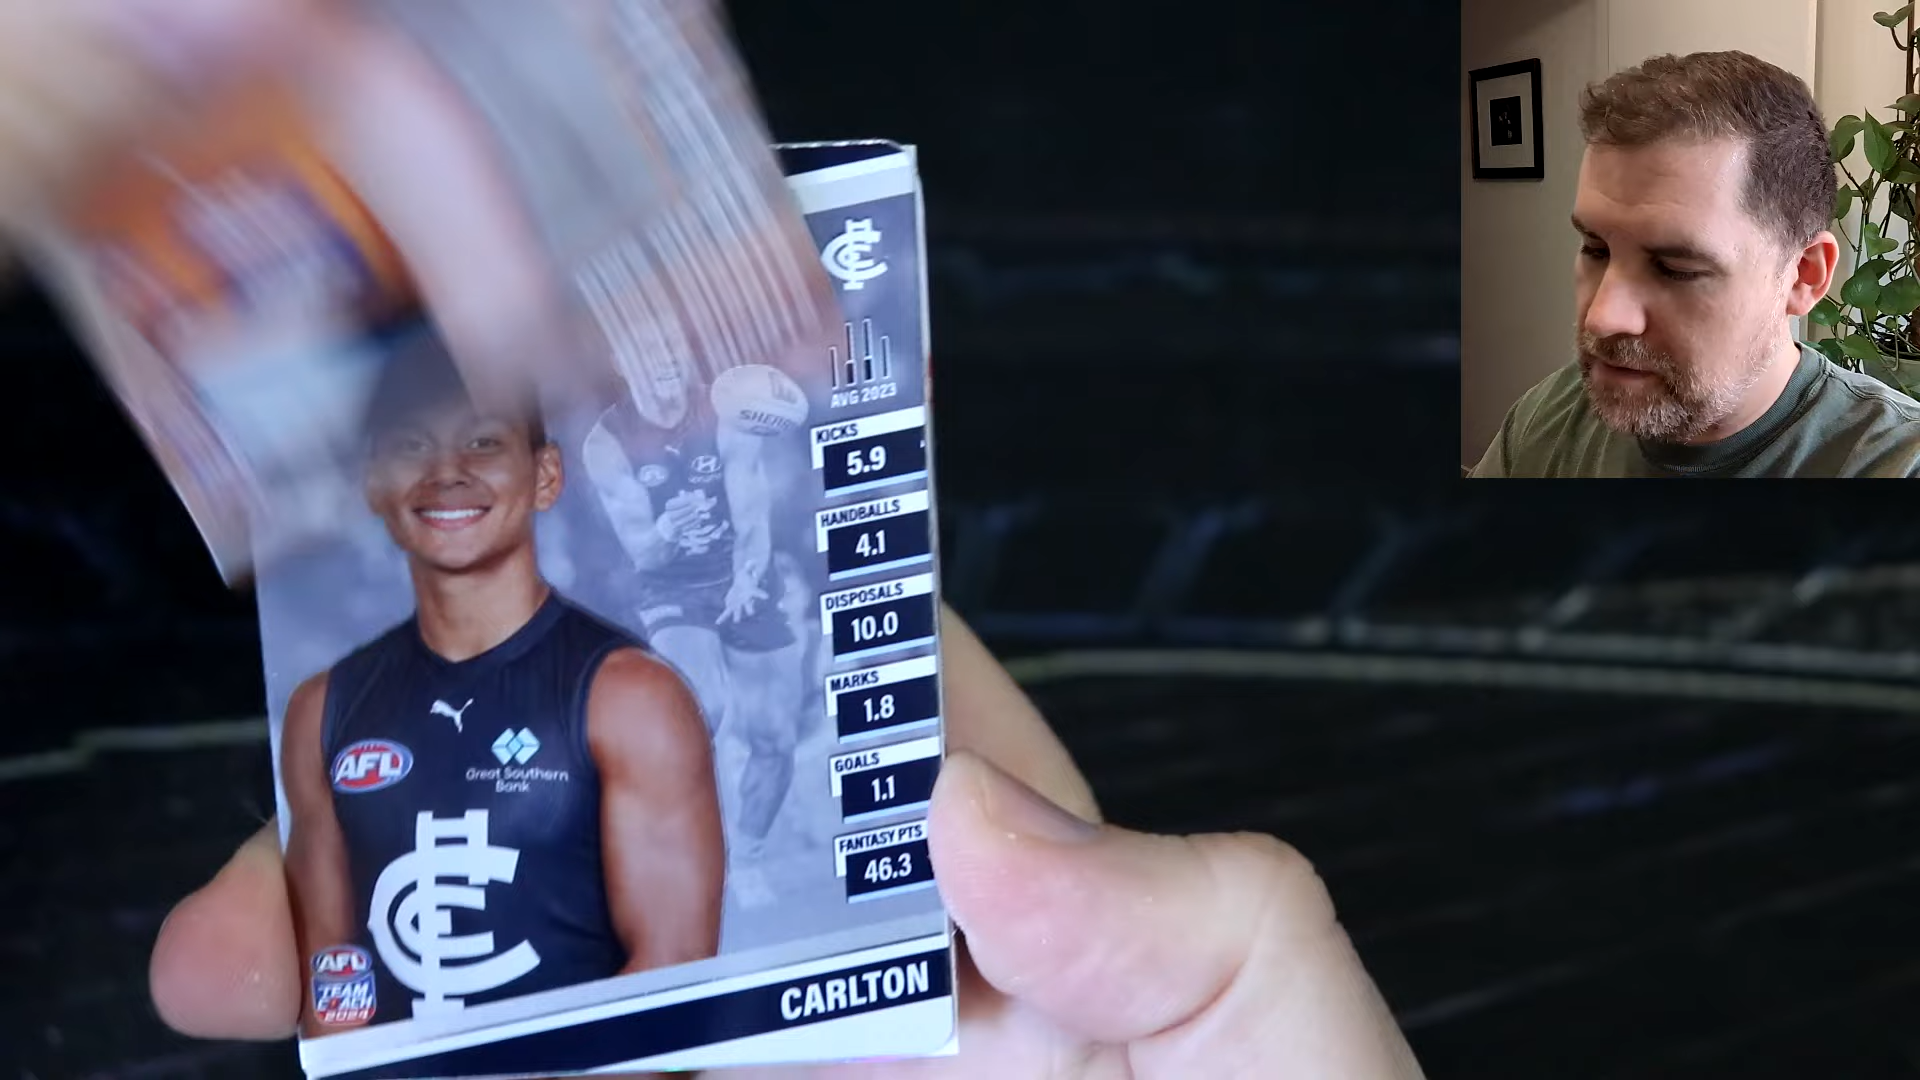 SHERR
AVG 2023
KICKS
5.9
HANDBALLS
4.1
DISPOSALS
10.0
MARKS
1.8
GOALS
1.1
FANTASY PTS
46.3
AFL
Great Southern
Bank
AFL
TEAM
COACH
2024
CARLTON